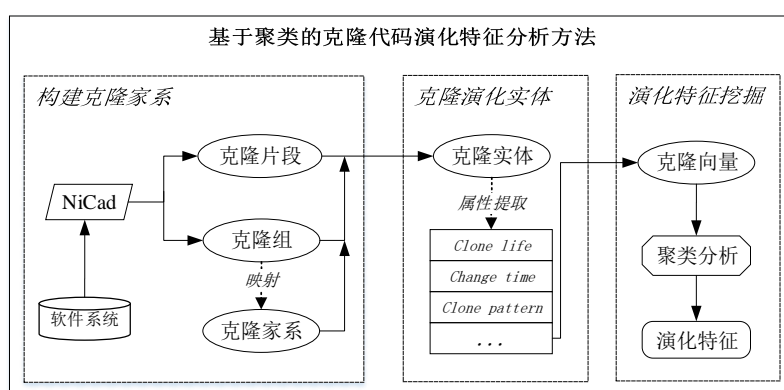 基于聚类的克隆代码演化特征分析方法
构建克隆家系
克隆片段
NiCad
克隆组
映射
软件系统
克隆家系
克隆演化实体
克隆实体
属性提取
Clone life
Change time
Clone pattern
...
演化特征挖掘
克隆向量
聚类分析
演化特征